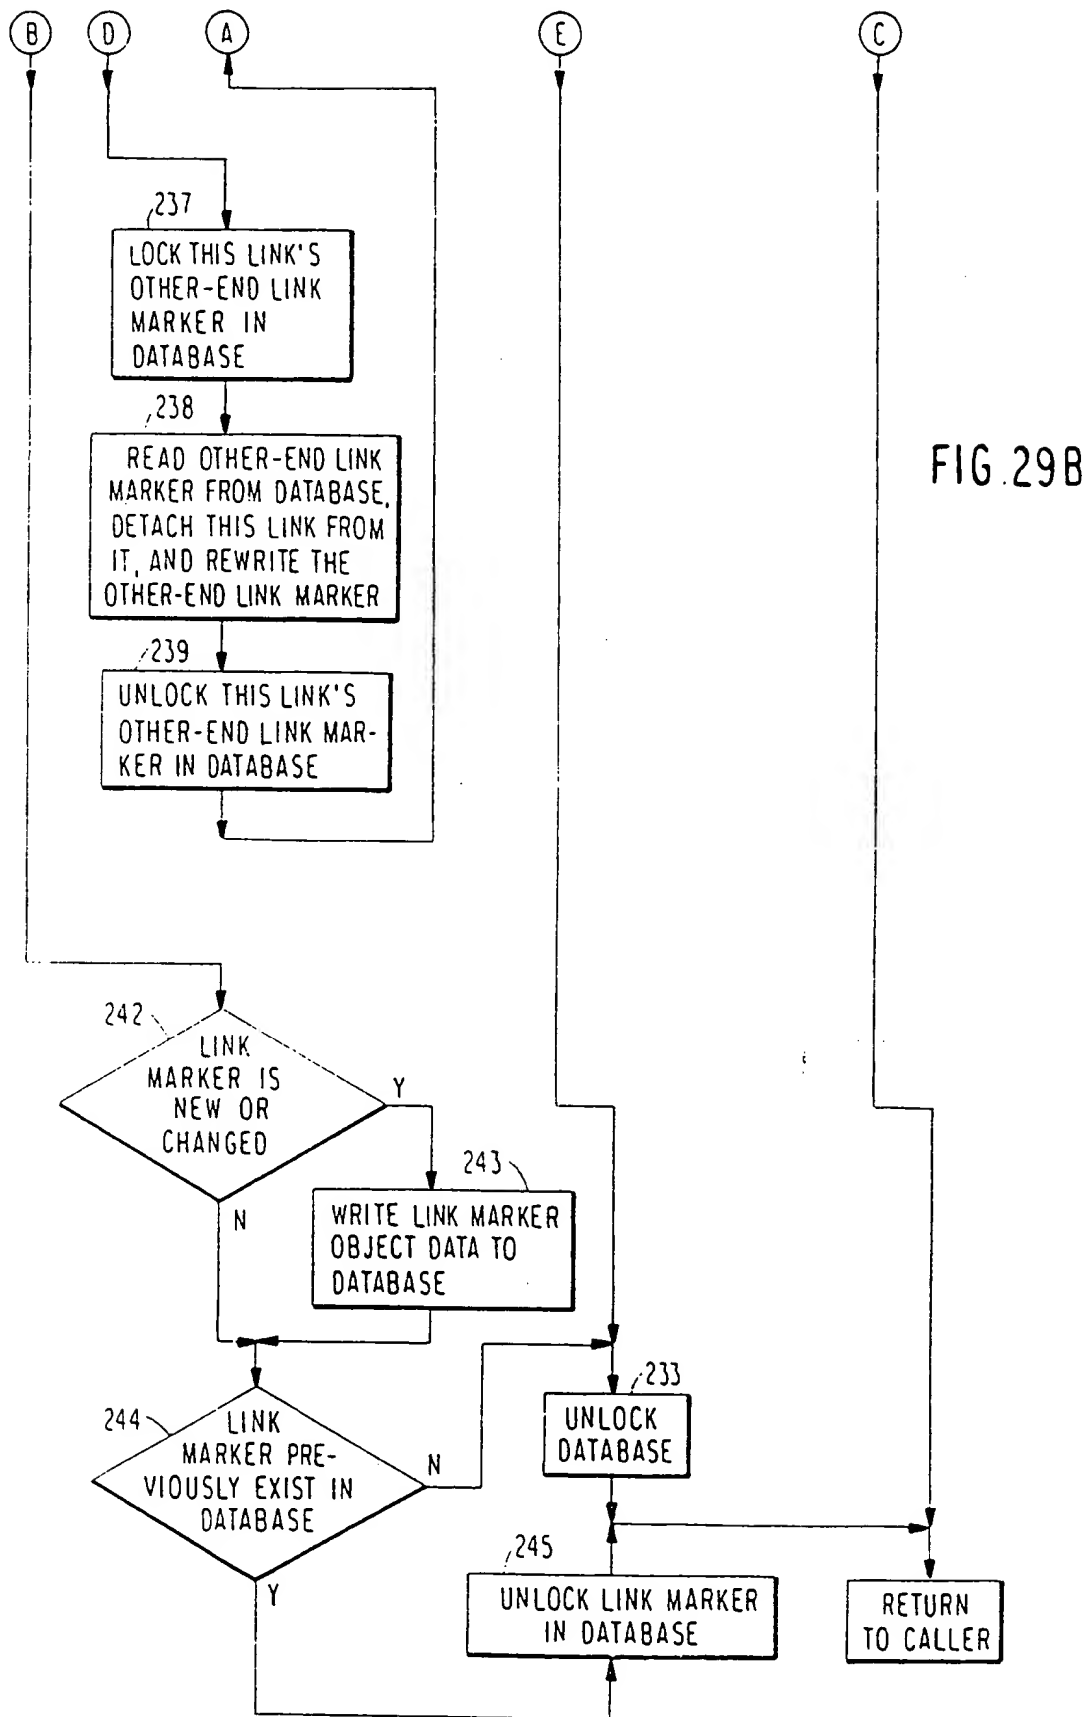 B D A E C
237
LOCK THIS LINK'S
OTHER-END LINK
MARKER IN
DATABASE
238
READ OTHER-END LINK
MARKER FROM DATABASE,
DETACH THIS LINK FROM
IT, AND REWRITE THE
OTHER-END LINK MARKER
FIG.29B
239
UNLOCK THIS LINK'S
OTHER-END LINK MAR-
KER IN DATABASE
242
LINK
MARKER IS
NEW OR
CHANGED
Y
N
243
WRITE LINK MARKER
OBJECT DATA TO
DATABASE
244
LINK
MARKER PRE-
VIOUSLY EXIST IN
DATABASE
N
Y
233
UNLOCK
DATABASE
245
UNLOCK LINK MARKER
IN DATABASE
RETURN
TO CALLER